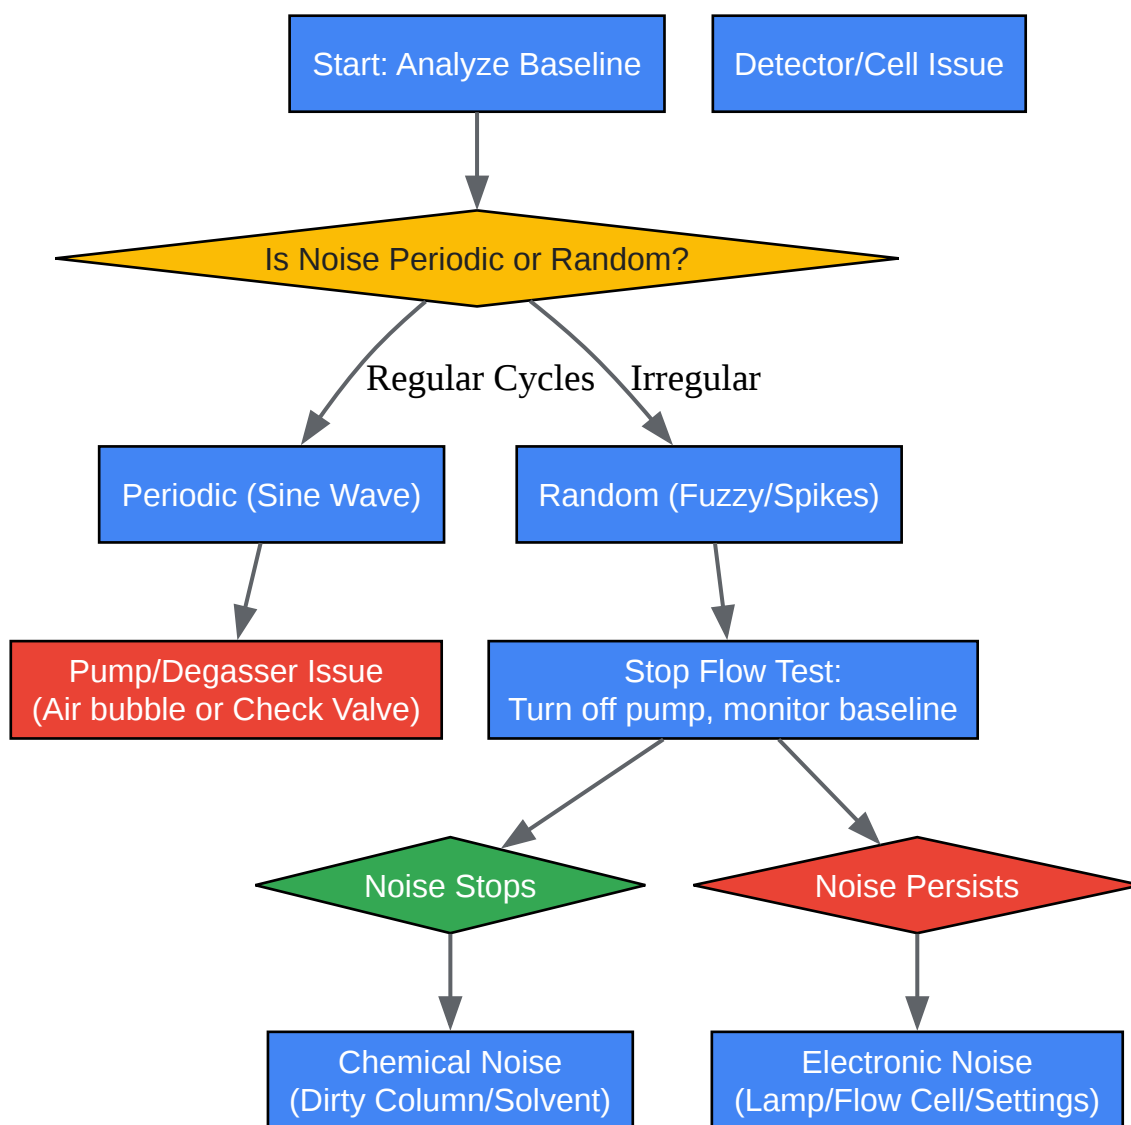 Start: Analyze Baseline
Detector/Cell Issue
Is Noise Periodic or Random?
Regular Cycles
Irregular
Periodic (Sine Wave)
Random (Fuzzy/Spikes)
Pump/Degasser Issue
(Air bubble or Check Valve)
Stop Flow Test:
Turn off pump, monitor baseline
Noise Stops
Noise Persists
Chemical Noise
(Dirty Column/Solvent)
Electronic Noise
(Lamp/Flow Cell/Settings)